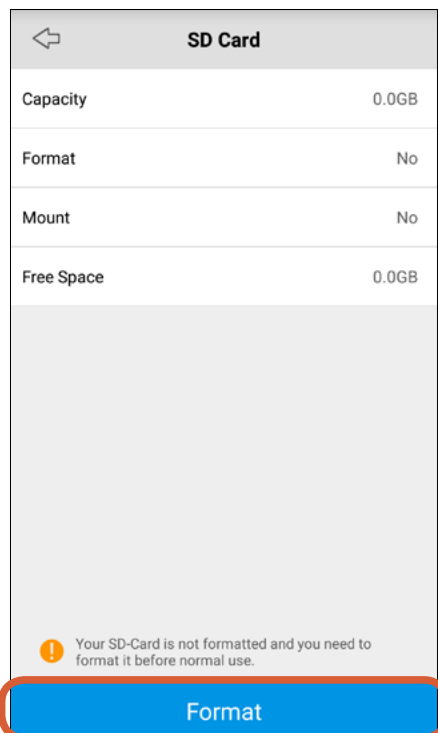 SD Card
Capacity 0.0GB
Format No
Mount No
Free Space 0.0GB
Your SD-Card is not formatted and you need to
format it before normal use.
Format